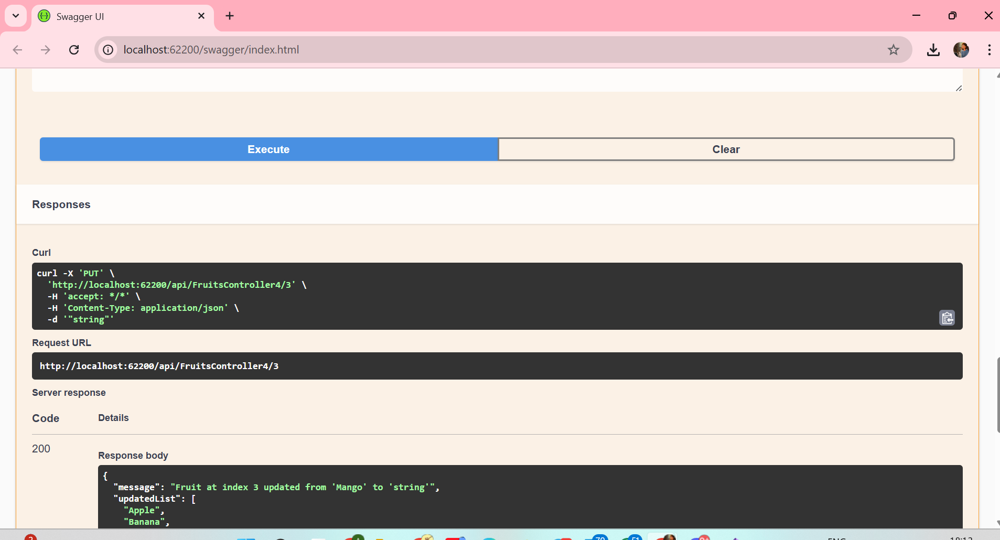 Swagger UI
localhost:62200/swagger/index.html
Execute
Clear
Responses
Curl
curl -X 'PUT' \
'http://localhost:62200/api/FruitsController4/3' \
-H 'accept: */*' \
-H 'Content-Type: application/json' \
-d '"string"'
Request URL
http://localhost:62200/api/FruitsController4/3
Server response
Code
Details
200
Response body
{
"message": "Fruit at index 3 updated from 'Mango' to 'string'",
"updatedList": [
"Apple",
"Banana",